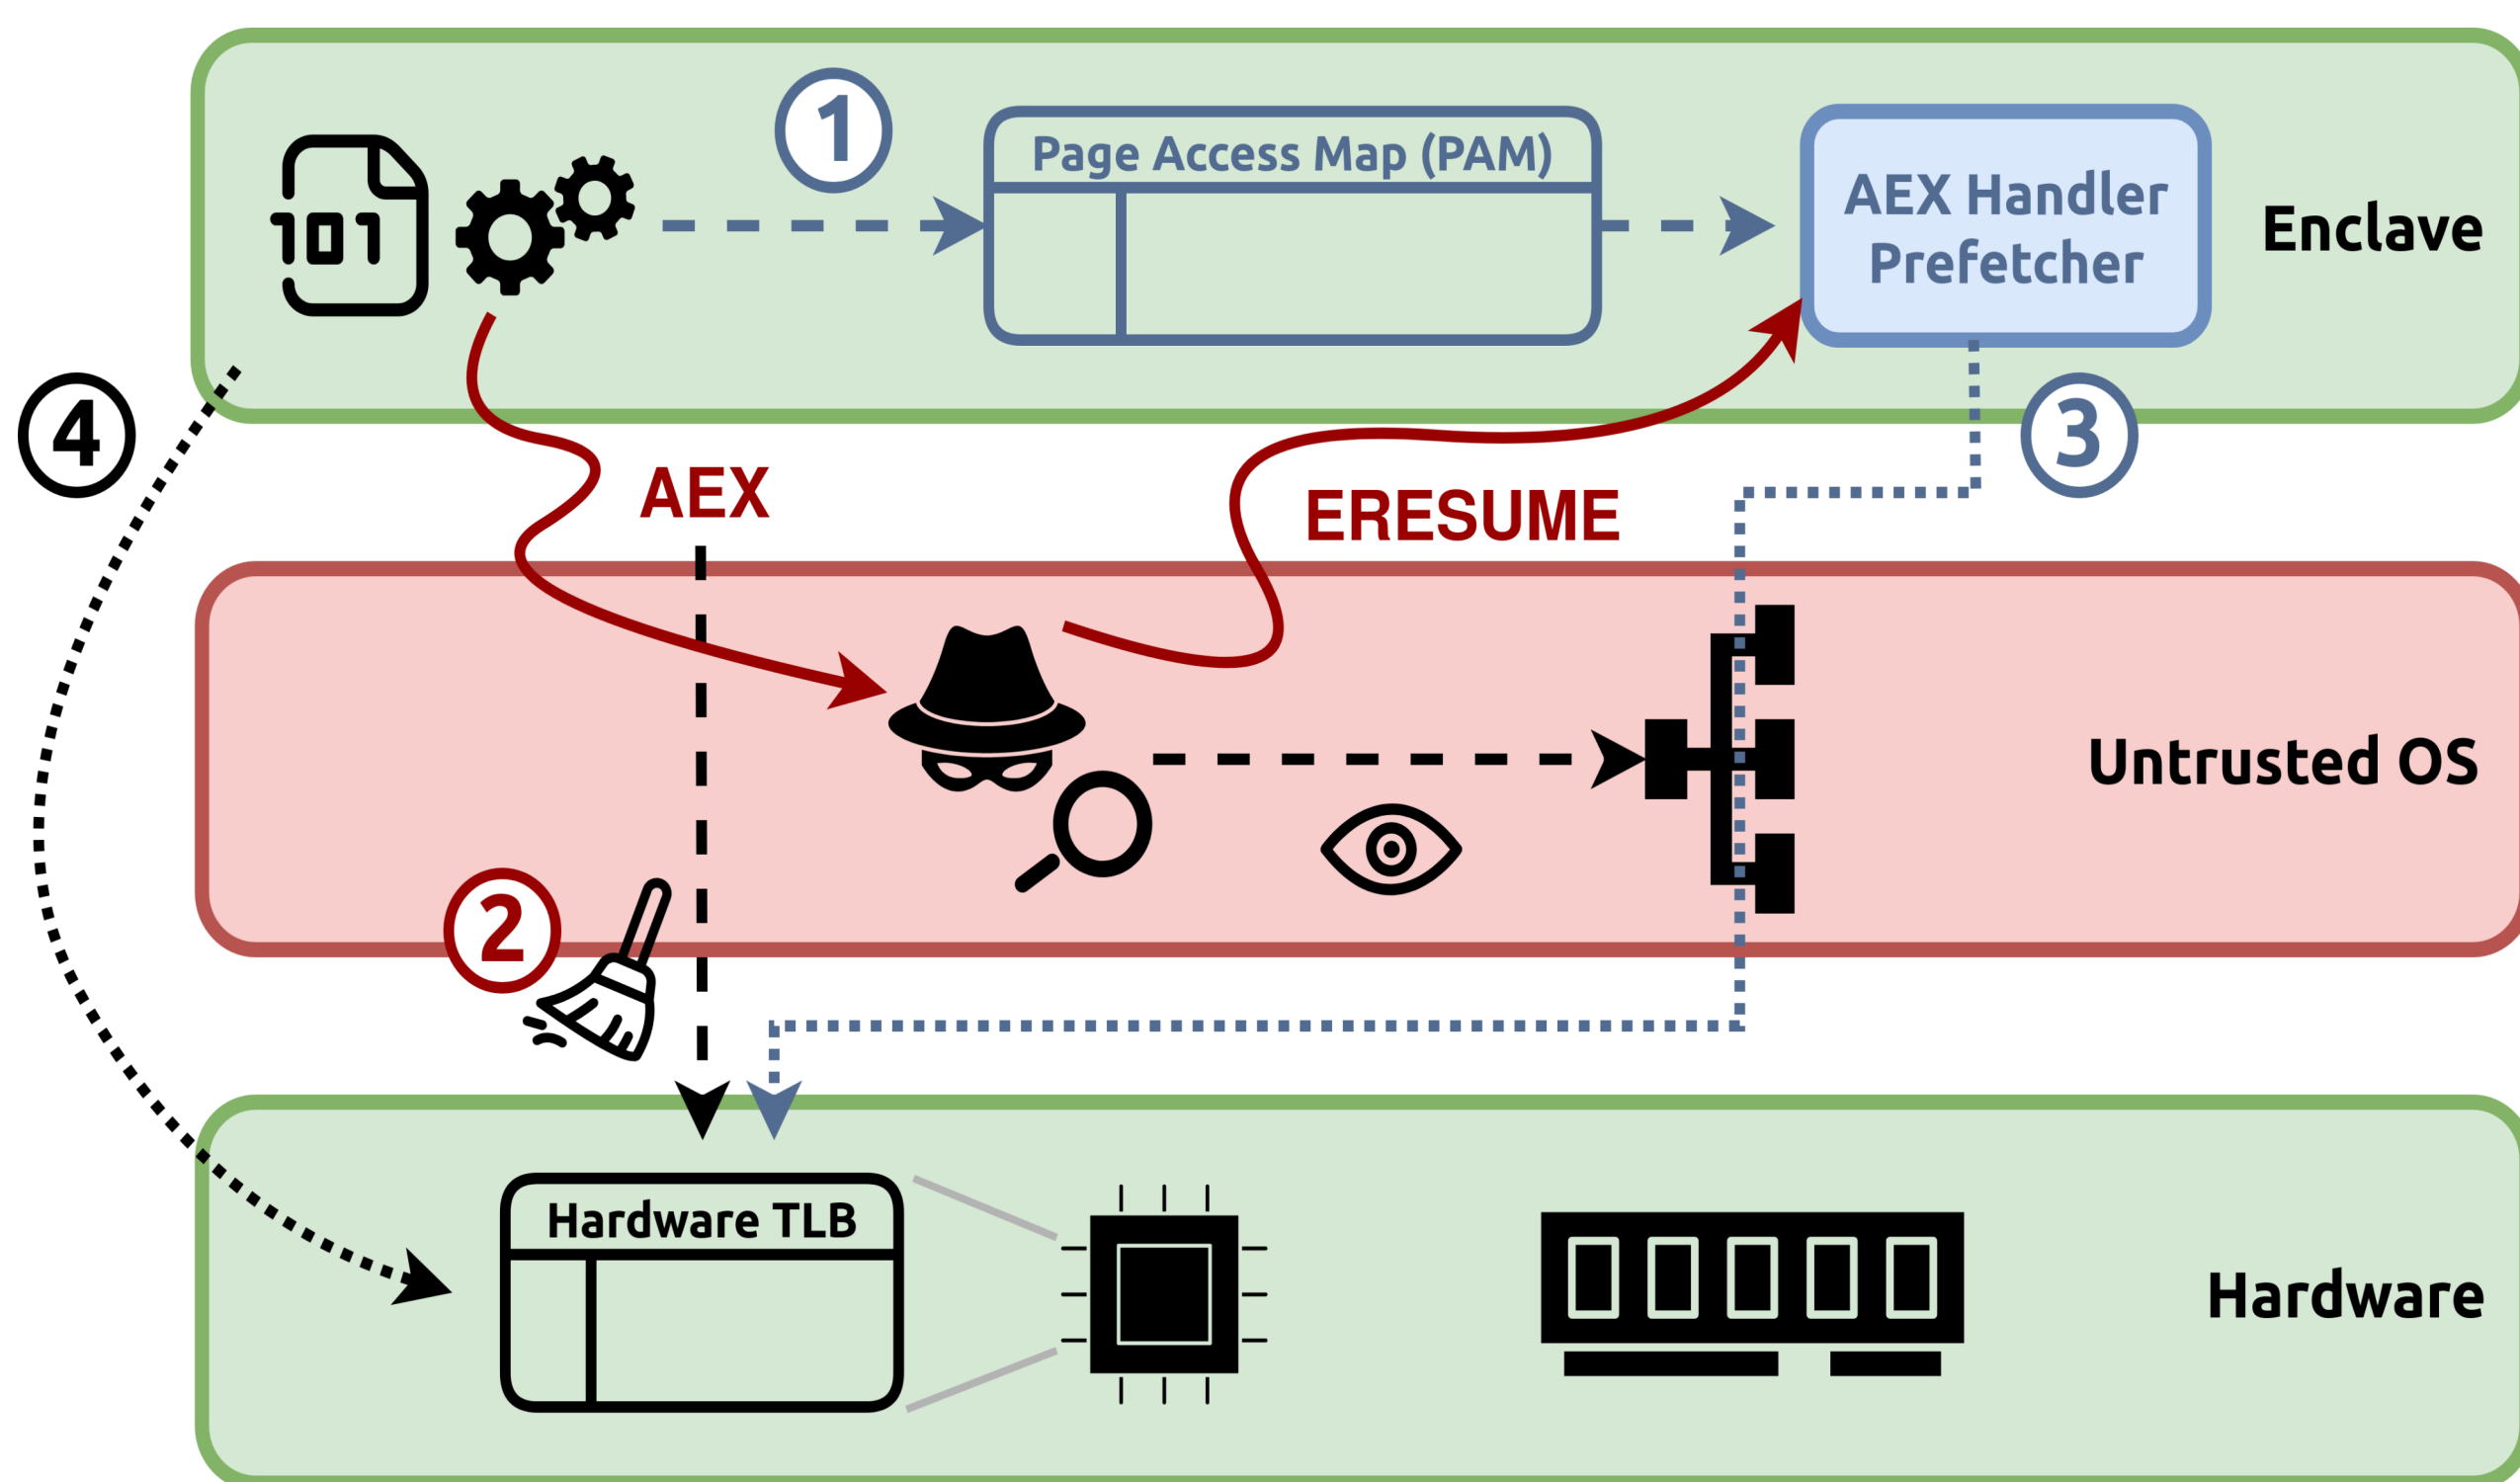 1
Page Access Map (PAM)
AEX Handler
Prefetcher
Enclave
101
4
3
AEX
ERESUME
Untrusted OS
2
Hardware TLB
Hardware